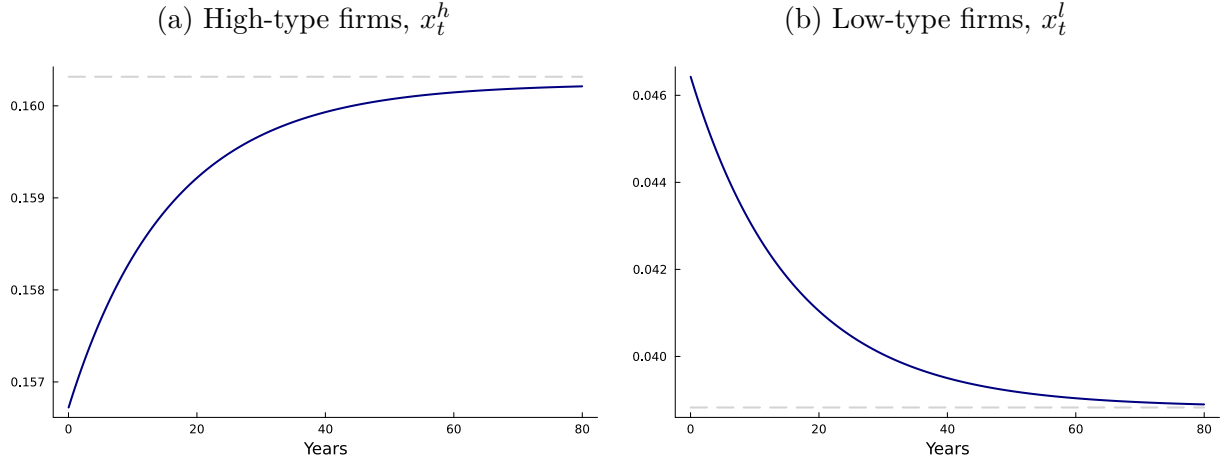 (a) High-type firms, x_t^h
0.160
0.159
0.158
0.157
0 20 40 60 80
Years
(b) Low-type firms, x_t^l
0.046
0.044
0.042
0.040
0 20 40 60 80
Years